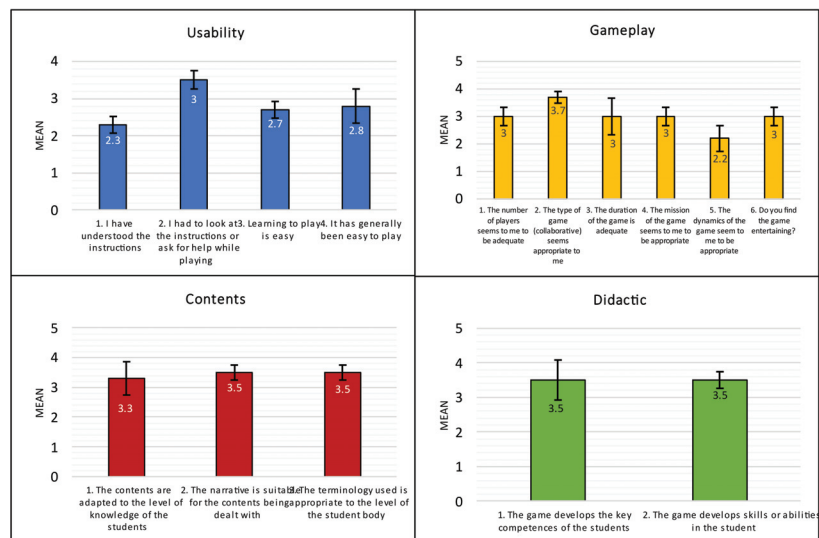 Usability
MEAN
4
3
2
1
0
2.3
3
2.7
2.8
1. I have
understood the
instructions
2. I had to look at
the instructions or
ask for help while
playing
3. Learning to play
is easy
4. It has generally
been easy to play
Gameplay
MEAN
5
4
3
2
1
0
3
3.7
3
3
2.2
3
1. The number
of players
seems to me to
be adequate
2. The type of
game
(collaborative)
seems
appropriate to
me
3. The duration
of the game is
adequate
4. The mission
of the game
seems to me to
be appropriate
5. The
dynamics of the
game seem to
me to be
appropriate
6. Do you find
the game
entertaining?
Contents
MEAN
5
4
3
2
1
0
3.3
3.5
3.5
1. The contents are
adapted to the level of
knowledge of the
students
2. The narrative is suitable
for the contents being
dealt with
The terminology used is
appropriate to the level of
the student body
Didactic
MEAN
5
4
3
2
1
0
3.5
3.5
1. The game develops the key
competences of the students
2. The game develops skills or abilities
in the student